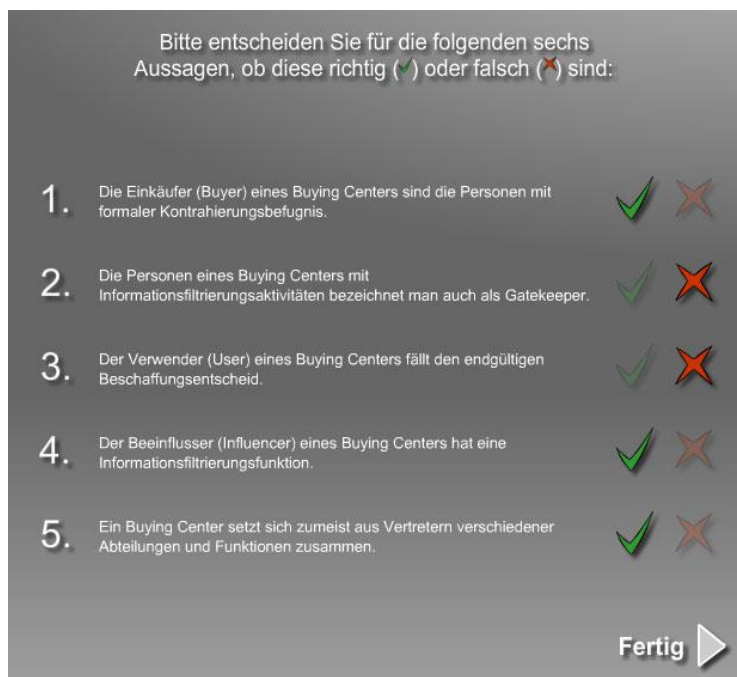 Bitte entscheiden Sie für die folgenden sechs
Aussagen, ob diese richtig (✓) oder falsch (✗) sind:
1. Die Einkäufer (Buyer) eines Buying Centers sind die Personen mit
formaler Kontrahierungsbefugnis.
2. Die Personen eines Buying Centers mit
Informationsfiltrierungsaktivitäten bezeichnet man auch als Gatekeeper.
3. Der Verwender (User) eines Buying Centers fällt den endgültigen
Beschaffungsentscheid.
4. Der Beeinflusser (Influencer) eines Buying Centers hat eine
Informationsfiltrierungsfunktion.
5. Ein Buying Center setzt sich zumeist aus Vertretern verschiedener
Abteilungen und Funktionen zusammen.
Fertig